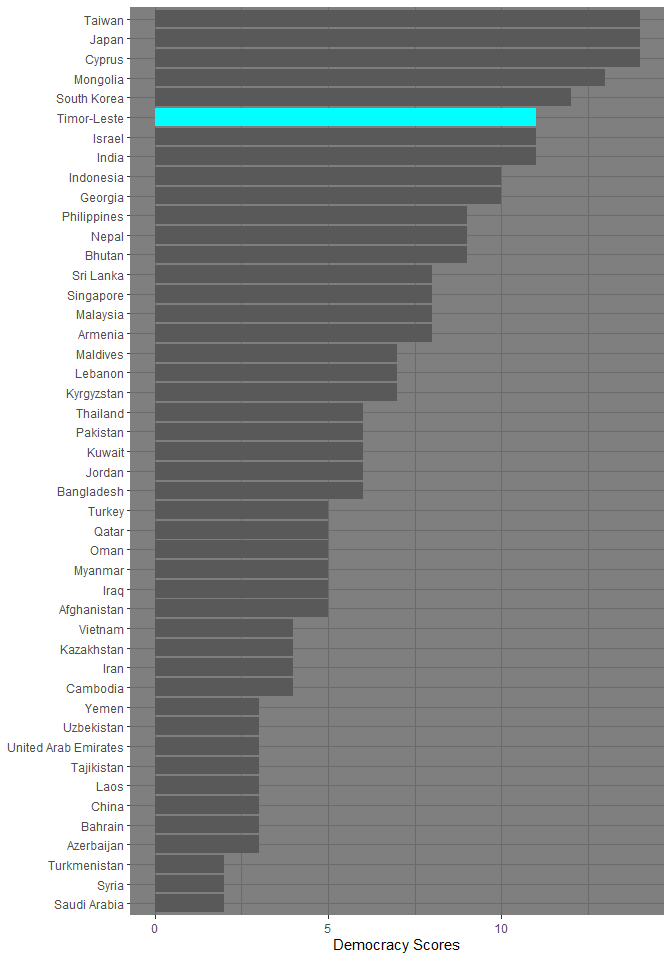 Taiwan
Japan
Cyprus
Mongolia
South Korea
Timor-Leste
Israel
India
Indonesia
Georgia
Philippines
Nepal
Bhutan
Sri Lanka
Singapore
Malaysia
Armenia
Maldives
Lebanon
Kyrgyzstan
Thailand
Pakistan
Kuwait
Jordan
Bangladesh
Turkey
Qatar
Oman
Myanmar
Iraq
Afghanistan
Vietnam
Kazakhstan
Iran
Cambodia
Yemen
Uzbekistan
United Arab Emirates
Tajikistan
Laos
China
Bahrain
Azerbaijan
Turkmenistan
Syria
Saudi Arabia
0 5 10
Democracy Scores